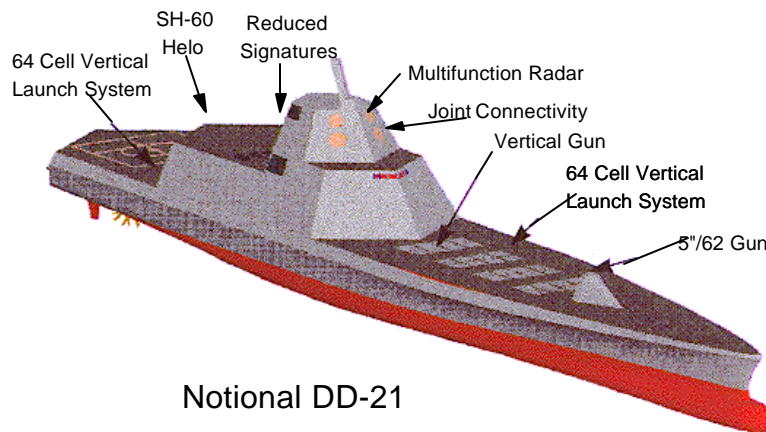 SH-60
Helo
Reduced
Signatures
64 Cell Vertical
Launch System
Multifunction Radar
Joint Connectivity
Vertical Gun
64 Cell Vertical
Launch System
5"/62 Gun
Notional DD-21